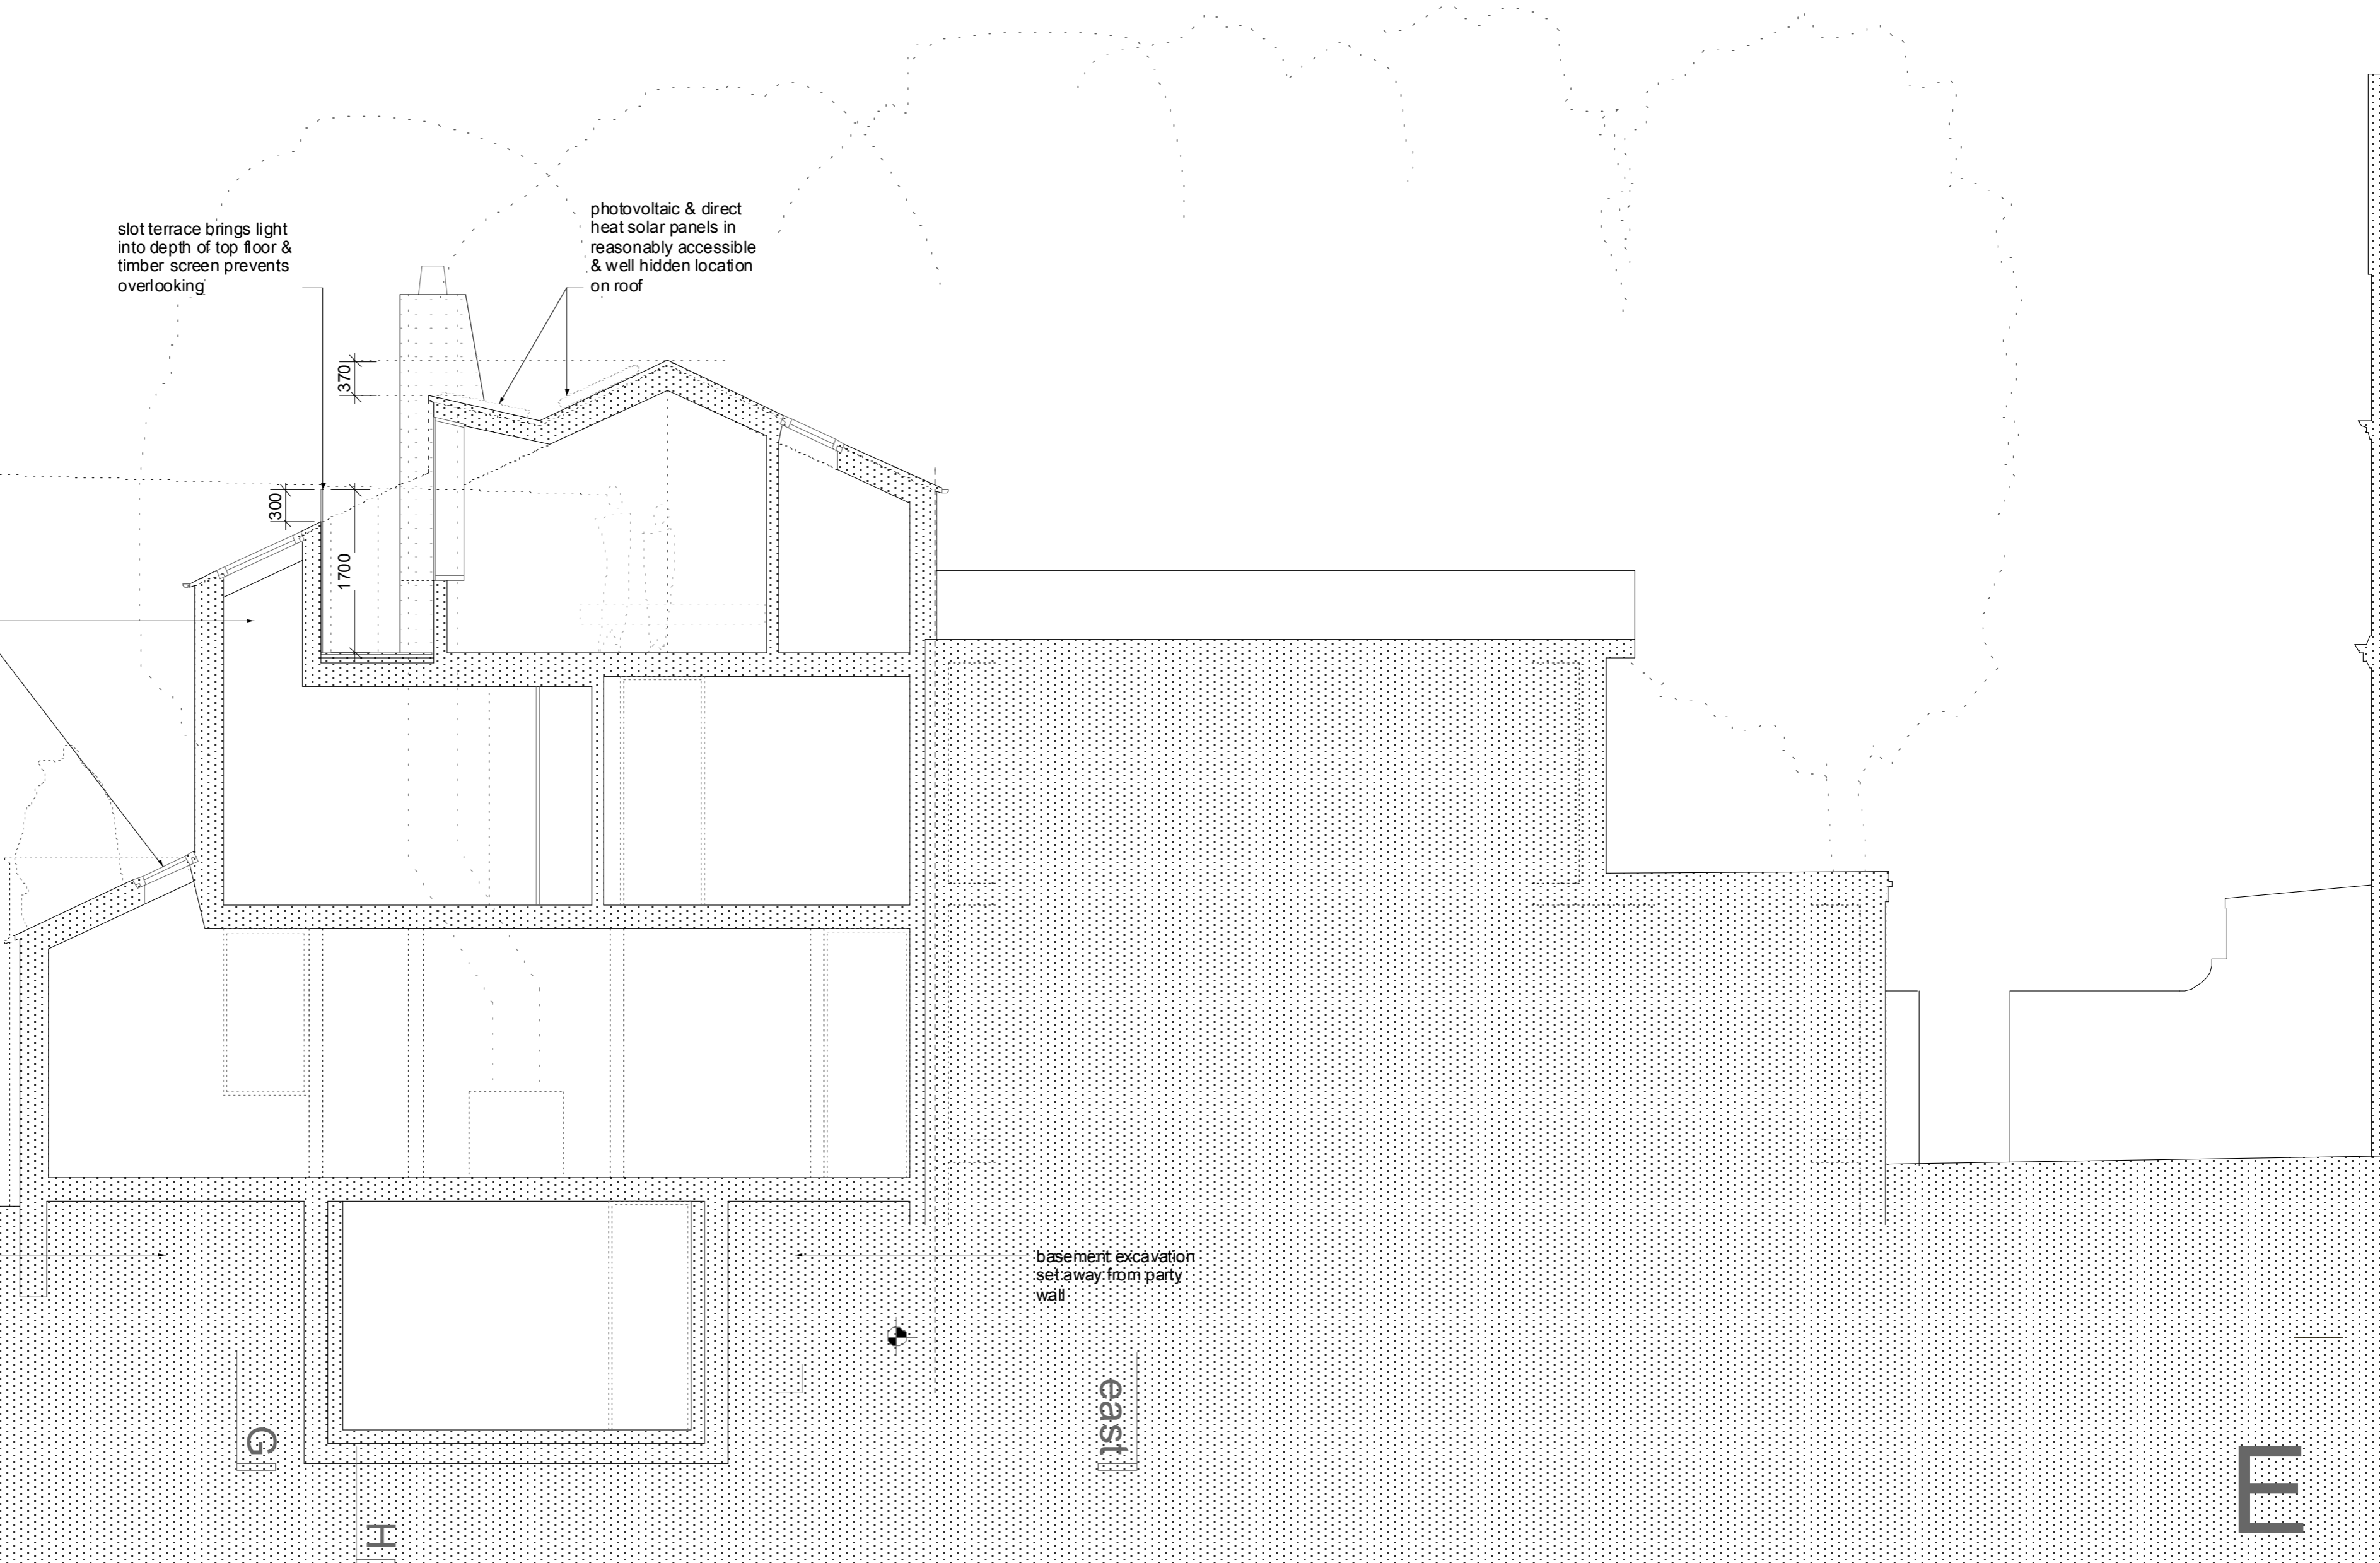 slot terrace brings light
into depth of top floor &
timber screen prevents
overlooking
photovoltaic & direct
heat solar panels in
reasonably accessible
& well hidden location
on roof
370
300
1700
basement excavation
set away from party
wall
east
G
H
E